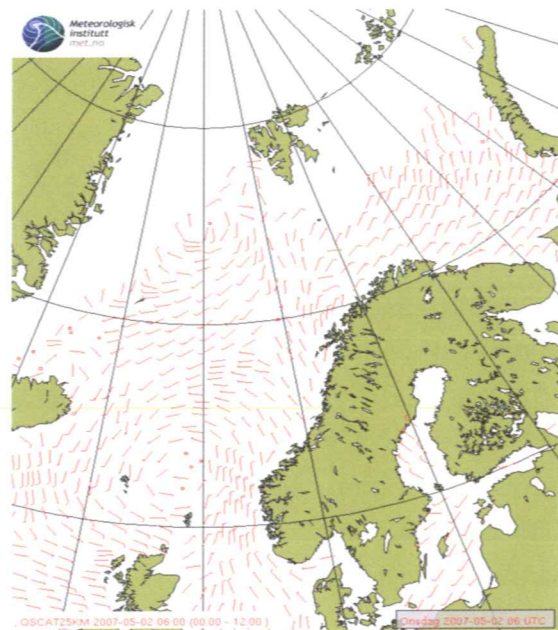 Meteorologisk
institutt
met.no
QSCAT25KM 2007-05-02 06:00 (00:00 - 12:00 )
Onsdag 2007-05-02 06 UTC